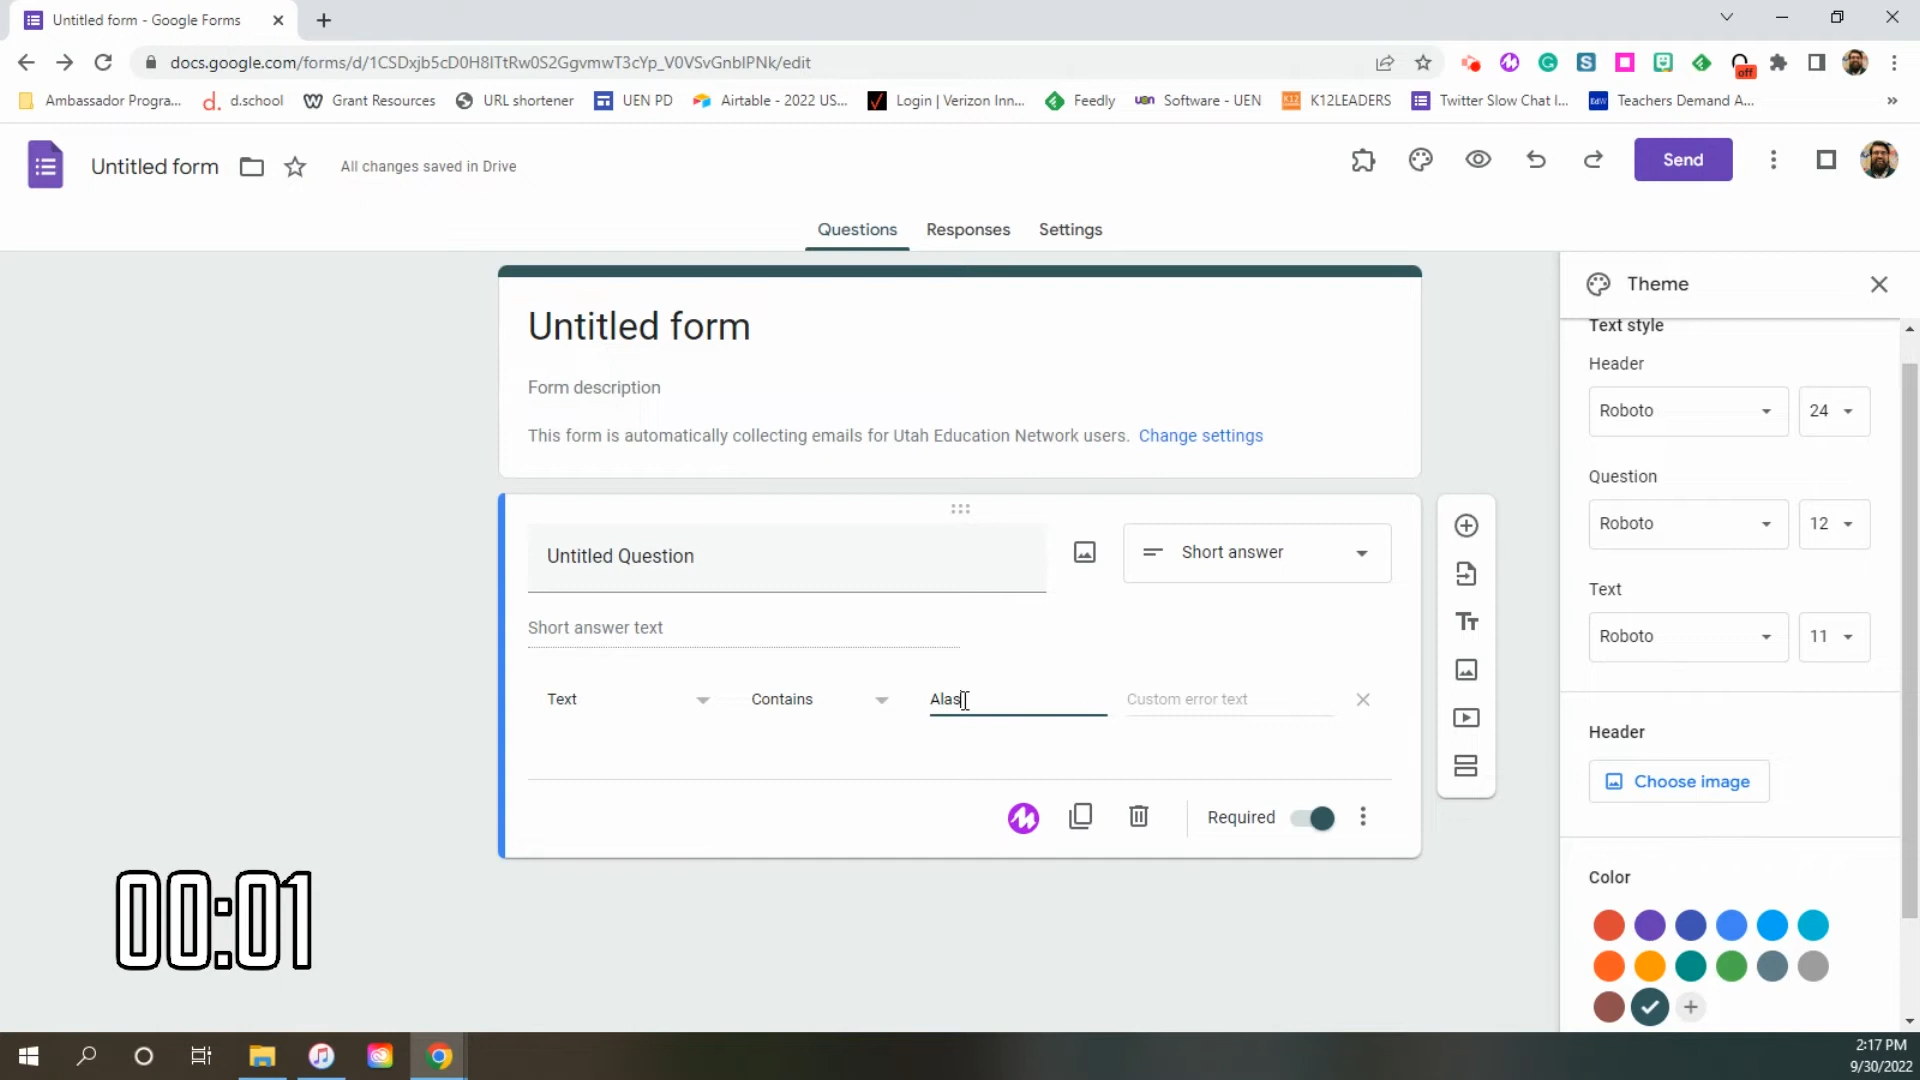 Untitled form - Google Forms
docs.google.com/forms/d/1CSDxjb5cD0H8ITtRw0S2GgvmwT3cYp_V0VSvGnbIPNk/edit
off
Ambassador Progra...
d. d.school
Grant Resources
URL shortener
UEN PD
Airtable - 2022 US...
Login | Verizon Inn...
Feedly
uen Software - UEN
K12 K12LEADERS
Twitter Slow Chat I...
EdW Teachers Demand A...
Untitled form
All changes saved in Drive
Send
Questions
Responses
Settings
Untitled form
Form description
This form is automatically collecting emails for Utah Education Network users. Change settings
Untitled Question
Short answer
Short answer text
Text
Contains
Alas
Custom error text
Required
Theme
Text style
Header
Roboto
24
Question
Roboto
12
Text
Roboto
11
Header
Choose image
Color
00:01
2:17 PM
9/30/2022